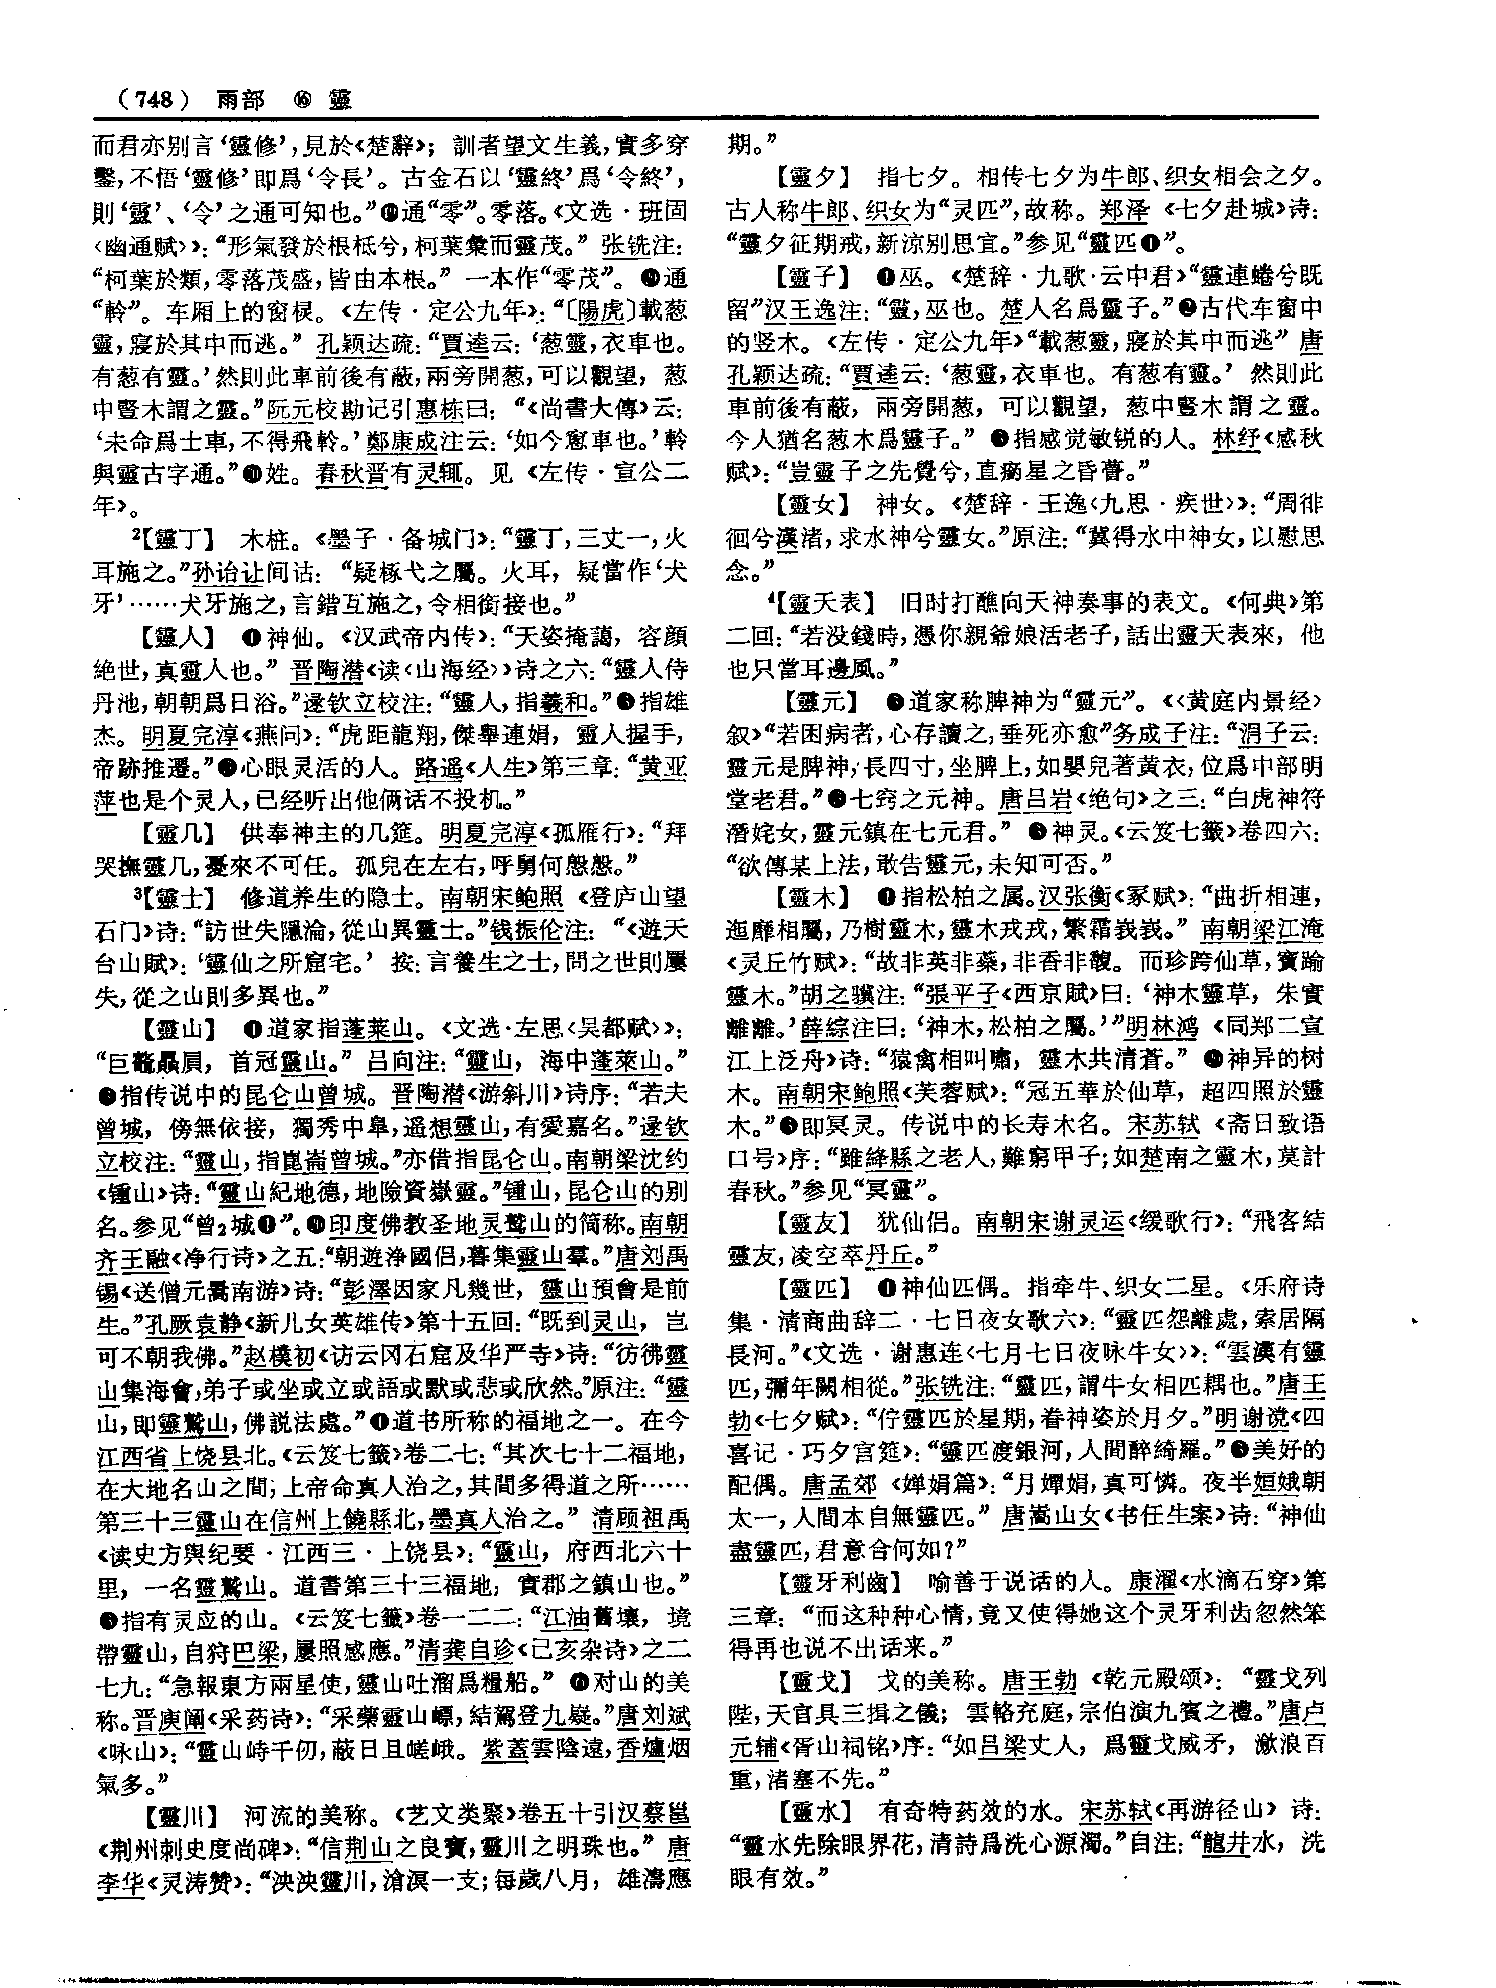 （748） 雨部 ⑯ 靈
而君亦别言‘靈修’，見於《楚辭》；訓者望文生義，實多穿
鑿，不悟‘靈修’即爲‘令長’。古金石以‘靈終’爲‘令終’，
則‘靈’、‘令’之通可知也。”⓳通“零”。零落。《文选·班固
〈幽通赋〉》：“形氣發於根柢兮，柯葉彙而靈茂。” 张铣注：
“柯葉於類，零落茂盛，皆由本根。” 一本作“零茂”。 ⓴通
“軨”。车厢上的窗棂。《左传·定公九年》：“〔陽虎〕載葱
靈，寢於其中而逃。” 孔颖达疏：“賈逵云：‘葱靈，衣車也。
有葱有靈。’然則此車前後有蔽，兩旁開葱，可以觀望，葱
中豎木謂之靈。”阮元校勘记引惠栋曰：“《尚書大傳》云：
‘未命爲士車，不得飛軨。’鄭康成注云：‘如今窻車也。’軨
與靈古字通。”㉑姓。春秋晋有灵辄。见《左传·宣公二
年》。
2【靈丁】 木桩。《墨子·备城门》：“靈丁，三丈一，火
耳施之。”孙诒让间诂：“疑椓弋之屬。火耳，疑當作‘犬
牙’……犬牙施之，言錯互施之，令相銜接也。”
【靈人】 ❶神仙。《汉武帝内传》：“天姿掩藹，容顔
絶世，真靈人也。” 晋陶潜《读〈山海经〉》诗之六：“靈人侍
丹池，朝朝爲日浴。”逯钦立校注：“靈人，指羲和。”❷指雄
杰。明夏完淳《燕问》：“虎距龍翔，傑舉連娟，靈人握手，
帝跡推遷。”❸心眼灵活的人。路遥《人生》第三章：“黄亚
萍也是个灵人，已经听出他俩话不投机。”
【靈几】 供奉神主的几筵。明夏完淳《孤雁行》：“拜
哭撫靈几，憂來不可任。孤兒在左右，呼舅何慇慇。”
3【靈士】 修道养生的隐士。南朝宋鲍照《登庐山望
石门》诗：“訪世失隱淪，從山異靈士。”钱振伦注：“《遊天
台山賦》：‘靈仙之所窟宅。’ 按：言養生之士，問之世則屢
失，從之山則多異也。”
【靈山】 ❶道家指蓬莱山。《文选·左思〈吴都赋〉》：
“巨鼇贔屓，首冠靈山。” 吕向注：“靈山，海中蓬萊山。”
❷指传说中的昆仑山曾城。晋陶潜《游斜川》诗序：“若夫
曾城，傍無依接，獨秀中皐，遥想靈山，有愛嘉名。”逯钦
立校注：“靈山，指崑崙曾城。”亦借指昆仑山。南朝梁沈约
《锺山》诗：“靈山紀地德，地險資嶽靈。”锺山，昆仑山的别
名。参见“曾2城❶”。❸印度佛教圣地灵鹫山的简称。南朝
齐王融《净行诗》之五：“朝遊浄國侣，暮集靈山羣。”唐刘禹
锡《送僧元暠南游》诗：“彭澤因家凡幾世，靈山預會是前
生。”孔厥袁静《新儿女英雄传》第十五回：“既到灵山，岂
可不朝我佛。”赵樸初《访云冈石窟及华严寺》诗：“彷彿靈
山集海會，弟子或坐或立或語或默或悲或欣然。”原注：“靈
山，即靈鷲山，佛説法處。”❹道书所称的福地之一。在今
江西省上饶县北。《云笈七籤》卷二七：“其次七十二福地，
在大地名山之間；上帝命真人治之，其間多得道之所……
第三十三靈山在信州上饒縣北，墨真人治之。” 清顾祖禹
《读史方舆纪要·江西三·上饶县》：“靈山，府西北六十
里，一名靈鷲山。道書第三十三福地；實郡之鎮山也。”
❺指有灵应的山。《云笈七籤》卷一二二：“江油舊壤，境
帶靈山，自狩巴梁，屢照感應。”清龚自珍《己亥杂诗》之二
七九：“急報東方兩星使，靈山吐溜爲糧船。” ❻对山的美
称。晋庾阐《采药诗》：“采藥靈山嶛，結駕登九嶷。”唐刘斌
《咏山》：“靈山峙千仞，蔽日且嵯峨。紫蓋雲陰遠，香爐烟
氣多。”
【靈川】 河流的美称。《艺文类聚》卷五十引汉蔡邕
《荆州刺史度尚碑》：“信荆山之良寶，靈川之明珠也。” 唐
李华《灵涛赞》：“泱泱靈川，滄溟一支；每歲八月，雄濤應
期。”
【靈夕】 指七夕。相传七夕为牛郎、织女相会之夕。
古人称牛郎、织女为“灵匹”，故称。郑泽《七夕赴城》诗：
“靈夕征期戒，新涼别思宜。”参见“靈匹❶”。
【靈子】 ❶巫。《楚辞·九歌·云中君》“靈連蜷兮既
留”汉王逸注：“靈，巫也。楚人名爲靈子。”❷古代车窗中
的竖木。《左传·定公九年》“載葱靈，寢於其中而逃” 唐
孔颖达疏：“賈逵云：‘葱靈，衣車也。有葱有靈。’ 然則此
車前後有蔽，兩旁開葱，可以觀望，葱中豎木謂之靈。
今人猶名葱木爲靈子。” ❸指感觉敏锐的人。林纾《感秋
赋》：“豈靈子之先覺兮，直癘星之昏瞢。”
【靈女】 神女。《楚辞·王逸〈九思·疾世〉》：“周徘
徊兮漢渚，求水神兮靈女。”原注：“冀得水中神女，以慰思
念。”
4【靈天表】 旧时打醮向天神奏事的表文。《何典》第
二回：“若没錢時，憑你親爺娘活老子，話出靈天表來，他
也只當耳邊風。”
【靈元】 ❶道家称脾神为“靈元”。《〈黄庭内景经〉
叙》“若困病者，心存讀之，垂死亦愈”务成子注：“涓子云：
靈元是脾神，長四寸，坐脾上，如嬰兒著黄衣，位爲中部明
堂老君。”❷七窍之元神。唐吕岩《绝句》之三：“白虎神符
潛姹女，靈元鎮在七元君。” ❸神灵。《云笈七籤》卷四六：
“欲傳某上法，敢告靈元，未知可否。”
【靈木】 ❶指松柏之属。汉张衡《冢赋》：“曲折相連，
迤靡相屬，乃樹靈木，靈木戎戎，繁霜峩峩。” 南朝梁江淹
《灵丘竹赋》：“故非英非蘂，非香非馥。而珍跨仙草，寶踰
靈木。”胡之骥注：“張平子《西京賦》曰：‘神木靈草，朱實
離離。’薛綜注曰：‘神木，松柏之屬。’”明林鸿《同郑二宣
江上泛舟》诗：“猿禽相叫嘯，靈木共清蒼。” ❷神异的树
木。南朝宋鲍照《芙蓉赋》：“冠五華於仙草，超四照於靈
木。”❸即冥灵。传说中的长寿木名。宋苏轼《斋日致语
口号》序：“雖絳縣之老人，難窮甲子；如楚南之靈木，莫計
春秋。”参见“冥靈”。
【靈友】 犹仙侣。南朝宋谢灵运《缓歌行》：“飛客結
靈友，凌空萃丹丘。”
【靈匹】 ❶神仙匹偶。指牵牛、织女二星。《乐府诗
集·清商曲辞二·七日夜女歌六》：“靈匹怨離處，索居隔
長河。”《文选·谢惠连〈七月七日夜咏牛女〉》：“雲漢有靈
匹，彌年闕相從。”张铣注：“靈匹，謂牛女相匹耦也。”唐王
勃《七夕赋》：“佇靈匹於星期，眷神姿於月夕。”明谢谠《四
喜记·巧夕宫筵》：“靈匹渡銀河，人間醉綺羅。”❷美好的
配偶。唐孟郊《婵娟篇》：“月嬋娟，真可憐。夜半姮娥朝
太一，人間本自無靈匹。” 唐嵩山女《书任生案》诗：“神仙
盡靈匹，君意合何如？”
【靈牙利齒】 喻善于说话的人。康濯《水滴石穿》第
三章：“而这种种心情，竟又使得她这个灵牙利齿忽然笨
得再也说不出话来。”
【靈戈】 戈的美称。唐王勃《乾元殿颂》：“靈戈列
陛，天官具三揖之儀；雲輅充庭，宗伯演九賓之禮。”唐卢
元辅《胥山祠铭》序：“如吕梁丈人，爲靈戈威矛，潡浪百
重，渚塞不先。”
【靈水】 有奇特药效的水。宋苏轼《再游径山》诗：
“靈水先除眼界花，清詩爲洗心源濁。”自注：“龍井水，洗
眼有效。”